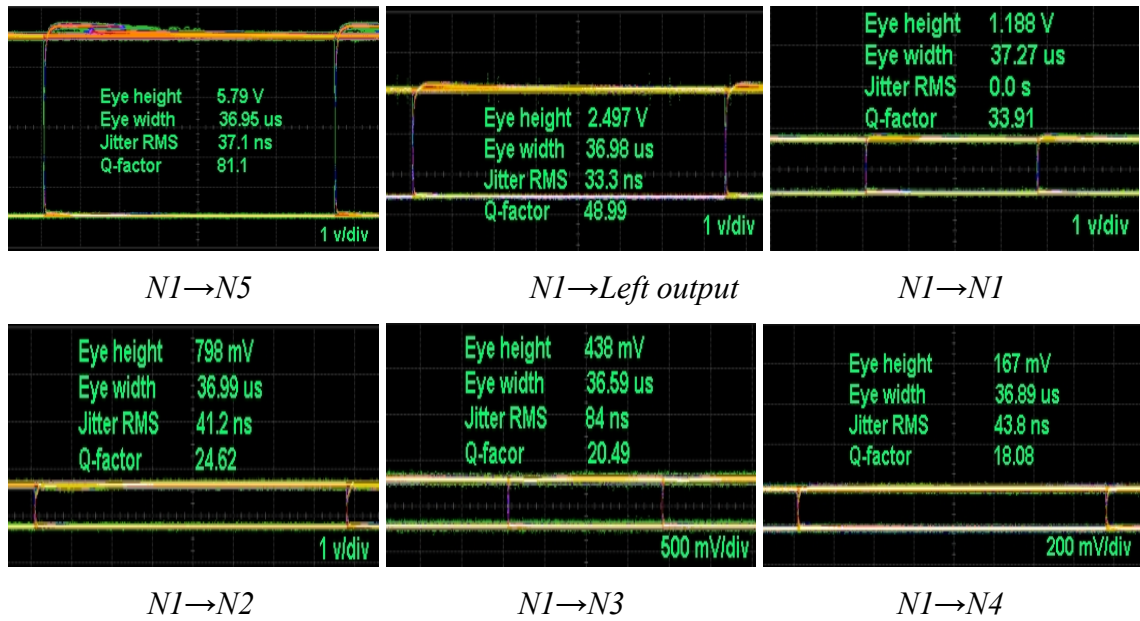 Eye height 5.79 V
Eye width 36.95 us
Jitter RMS 37.1 ns
Q-factor 81.1
1 v/div
N1→N5
Eye height 2.497 V
Eye width 36.98 us
Jitter RMS 33.3 ns
Q-factor 48.99
1 v/div
N1→Left output
Eye height 1.188 V
Eye width 37.27 us
Jitter RMS 0.0 s
Q-factor 33.91
1 v/div
N1→N1
Eye height 798 mV
Eye width 36.99 us
Jitter RMS 41.2 ns
Q-factor 24.62
1 v/div
N1→N2
Eye height 438 mV
Eye width 36.59 us
Jitter RMS 84 ns
Q-facor 20.49
500 mV/div
N1→N3
Eye height 167 mV
Eye width 36.89 us
Jitter RMS 43.8 ns
Q-factor 18.08
200 mV/div
N1→N4